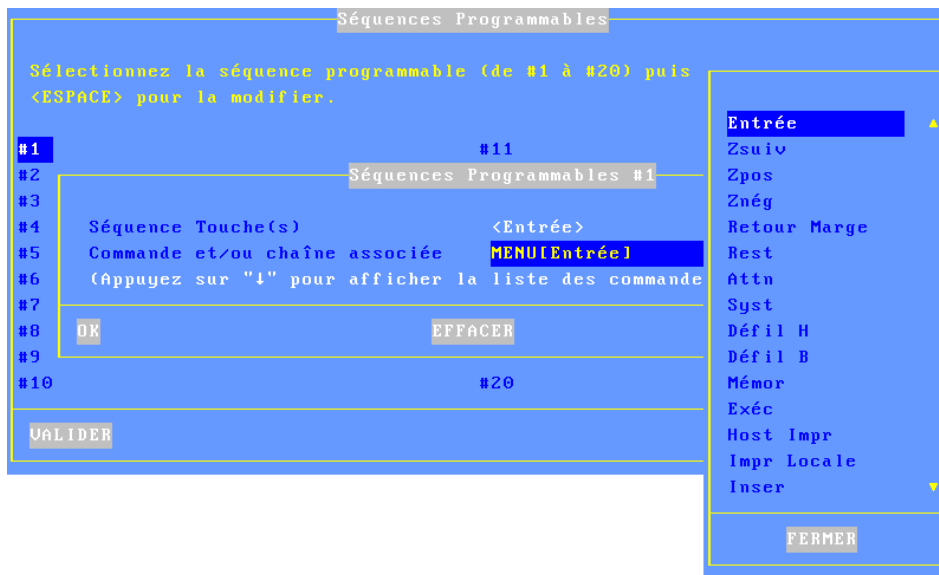 Séquences Programmables
Sélectionnez la séquence programmable (de #1 à #20) puis
<ESPACE> pour la modifier.
#1 #11
#2
#3
#4
#5
#6
#7
#8
#9
#10 #20
VALIDER
Séquences Programmables #1
Séquence Touche(s) <Entrée>
Commande et/ou chaîne associée MENU[Entrée]
(Appuyez sur "↓" pour afficher la liste des commande
OK EFFACER
Entrée
Zsuiv
Zpos
Znég
Retour Marge
Rest
Attn
Syst
Défil H
Défil B
Mémor
Exéc
Host Impr
Impr Locale
Inser
FERMER